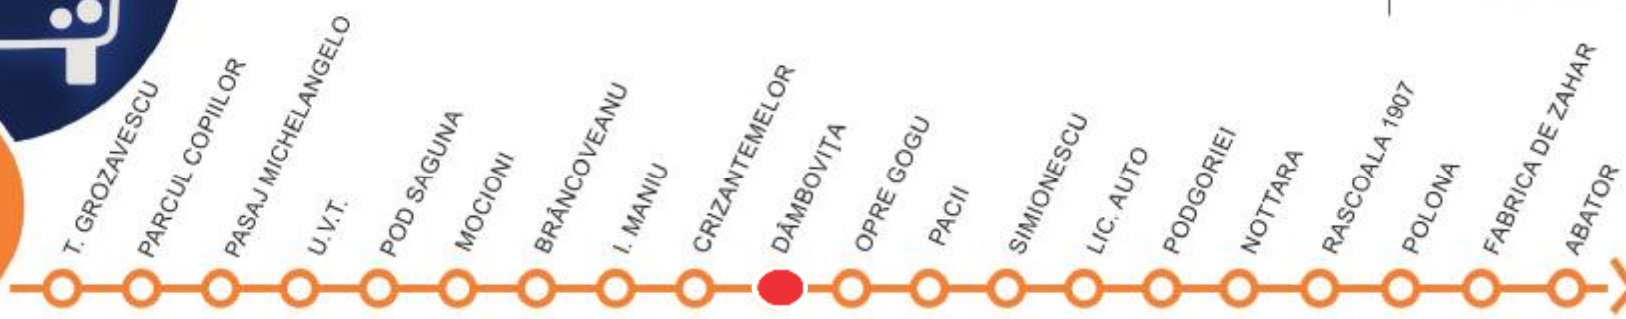 T. GROZAVESCU
PARCUL COPIILOR
PASAJ MICHELANGELO
U.V.T.
POD SAGUNA
MOCIONI
BRÂNCOVEANU
I. MANIU
CRIZANTEMELOR
DÂMBOVIȚA
OPRE GOGU
PACII
SIMIONESCU
LIC. AUTO
PODGORIEI
NOTTARA
RASCOALA 1907
POLONA
FABRICA DE ZAHAR
ABATOR